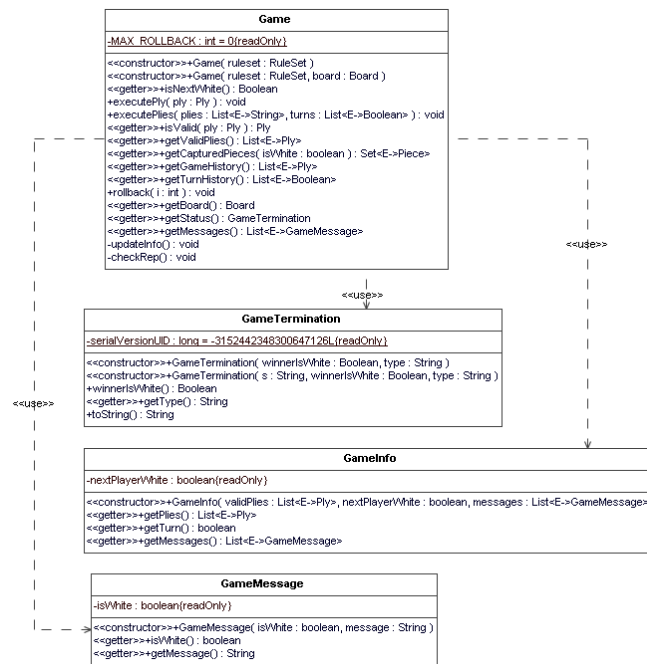 Game
-MAX_ROLLBACK : int = 0{readOnly}
<<constructor>>+Game( ruleset : RuleSet )
<<constructor>>+Game( ruleset : RuleSet, board : Board )
<<getter>>+isNextWhite() : Boolean
+executePly( ply : Ply ) : void
+executePlies( plies : List<E->String>, turns : List<E->Boolean> ) : void
<<getter>>+isValid( ply : Ply ) : Ply
<<getter>>+getValidPlies() : List<E->Ply>
<<getter>>+getCapturedPieces( isWhite : boolean ) : Set<E->Piece>
<<getter>>+getGameHistory() : List<E->Ply>
<<getter>>+getTurnHistory() : List<E->Boolean>
+rollback( i : int ) : void
<<getter>>+getBoard() : Board
<<getter>>+getStatus() : GameTermination
<<getter>>+getMessages() : List<E->GameMessage>
-updateInfo() : void
-checkRep() : void
<<use>>
<<use>>
GameTermination
-serialVersionUID : long = -3152442348300647126L{readOnly}
<<constructor>>+GameTermination( winnerIsWhite : Boolean, type : String )
<<constructor>>+GameTermination( s : String, winnerIsWhite : Boolean, type : String )
+winnerIsWhite() : Boolean
<<getter>>+getType() : String
+toString() : String
<<use>>
GameInfo
-nextPlayerWhite : boolean{readOnly}
<<constructor>>+GameInfo( validPlies : List<E->Ply>, nextPlayerWhite : boolean, messages : List<E->GameMessage>
<<getter>>+getPlies() : List<E->Ply>
<<getter>>+getTurn() : boolean
<<getter>>+getMessages() : List<E->GameMessage>
GameMessage
-isWhite : boolean{readOnly}
<<constructor>>+GameMessage( isWhite : boolean, message : String )
<<getter>>+isWhite() : boolean
<<getter>>+getMessage() : String